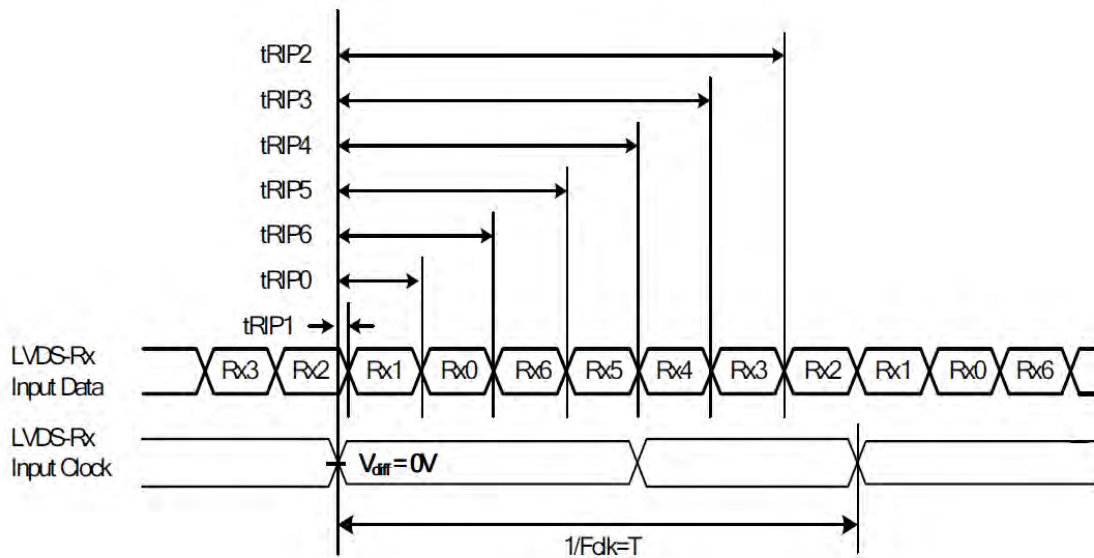 tRIP2
tRIP3
tRIP4
tRIP5
tRIP6
tRIP0
tRIP1
LVDS-Rx
Input Data
Rx3 Rx2 Rx1 Rx0 Rx6 Rx5 Rx4 Rx3 Rx2 Rx1 Rx0 Rx6
LVDS-Rx
Input Clock
Vdiff = 0V
1/Fclk=T